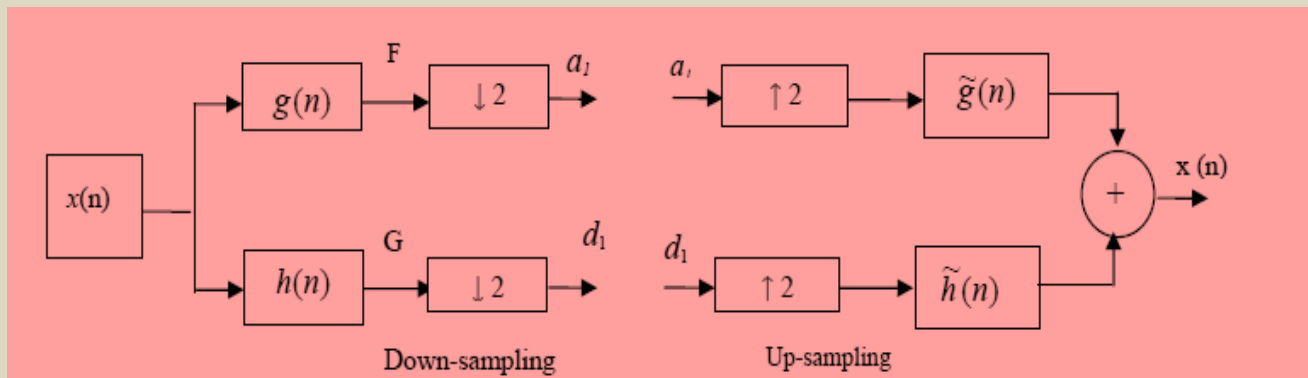 F
g(n)
↓2
a₁
a₁
↑2
g̃(n)
x(n)
+
x (n)
G
h(n)
↓2
d₁
d₁
↑2
h̃(n)
Down-sampling
Up-sampling